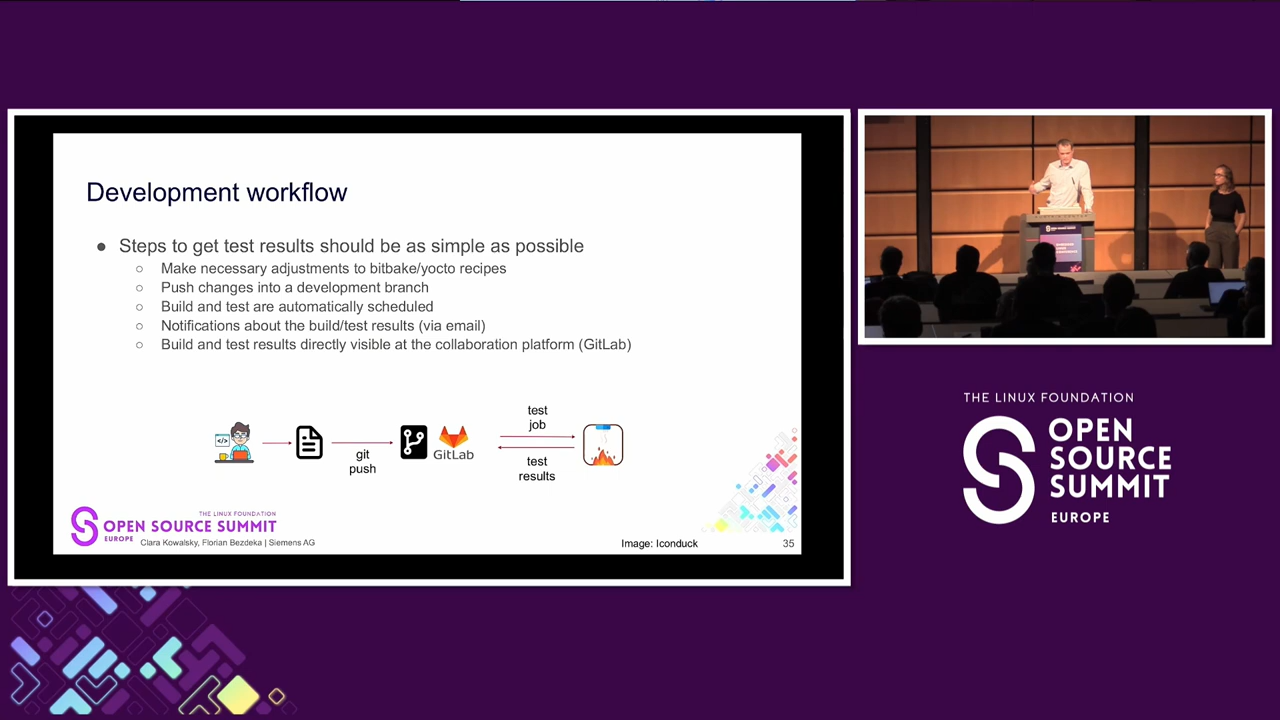 Development workflow
● Steps to get test results should be as simple as possible
○ Make necessary adjustments to bitbake/yocto recipes
○ Push changes into a development branch
○ Build and test are automatically scheduled
○ Notifications about the build/test results (via email)
○ Build and test results directly visible at the collaboration platform (GitLab)
</>
git
push
GitLab
test
job
test
results
THE LINUX FOUNDATION
OPEN SOURCE SUMMIT
EUROPE
Clara Kowalsky, Florian Bezdeka | Siemens AG
Image: Iconduck
35
THE LINUX FOUNDATION
OPEN
SOURCE
SUMMIT
EUROPE